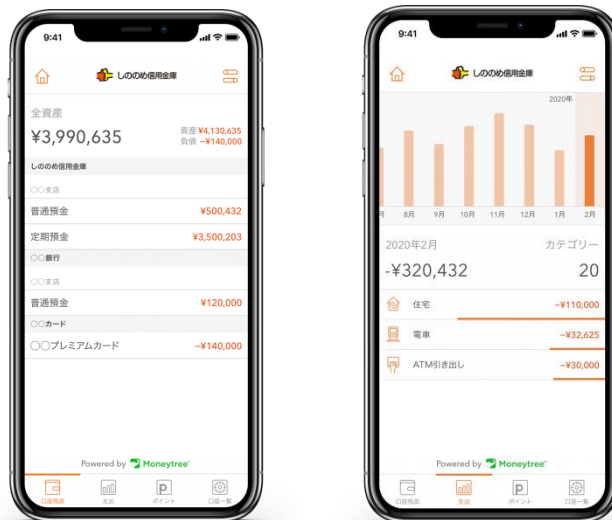 9:41
しののめ信用金庫
全資産
¥3,990,635
資産 ¥4,130,635
負債 -¥140,000
しののめ信用金庫
○○支店
普通預金 ¥500,432
定期預金 ¥3,500,203
○○銀行
○○支店
普通預金 ¥120,000
○○カード
○○プレミアムカード -¥140,000
Powered by Moneytree
口座残高 支出 ポイント 口座一覧
9:41
しののめ信用金庫
2020年
月 8月 9月 10月 11月 12月 1月 2月
2020年2月 カテゴリー
-¥320,432 20
住宅 -¥110,000
電車 -¥32,625
ATM引き出し -¥30,000
Powered by Moneytree
口座残高 支出 ポイント 口座一覧